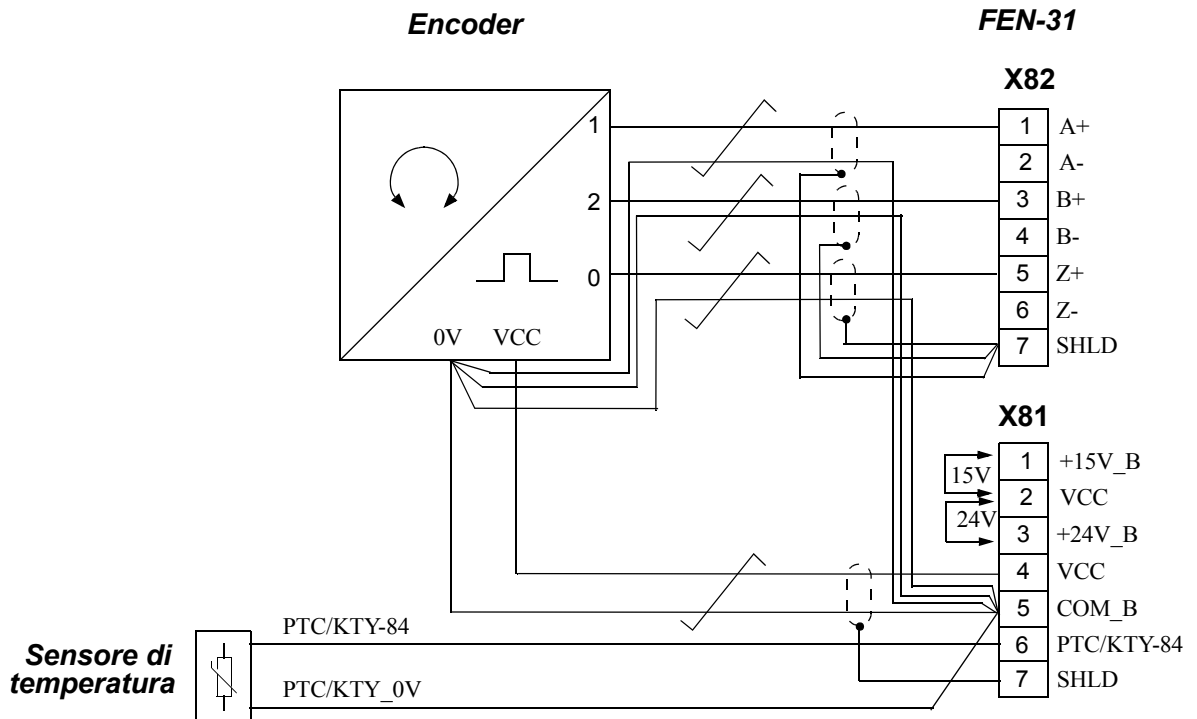 Encoder
FEN-31
X82
1
2
0
0V VCC
1 A+
2 A-
3 B+
4 B-
5 Z+
6 Z-
7 SHLD
X81
15V
24V
1 +15V_B
2 VCC
3 +24V_B
4 VCC
5 COM_B
6 PTC/KTY-84
7 SHLD
Sensore di
temperatura
PTC/KTY-84
PTC/KTY_0V